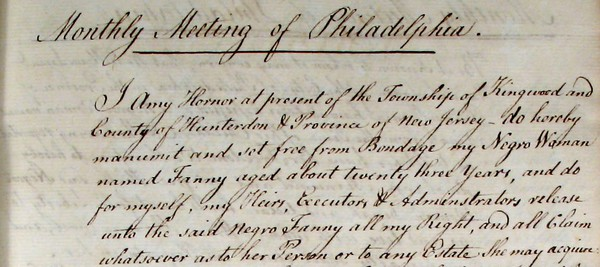 Monthly Meeting of Philadelphia.
I Amy Hornor at present of the Township of Kingwood and
County of Hunterdon & Province of New Jersey - do hereby
manumit and set free from Bondage my Negro Woman
named Fanny aged about twenty three Years, and do
for myself, my Heirs, Executors & Adminstrators release
unto the said Negro Fanny all my Right, and all Claim
whatsoever as to her Person or to any Estate She may acquire